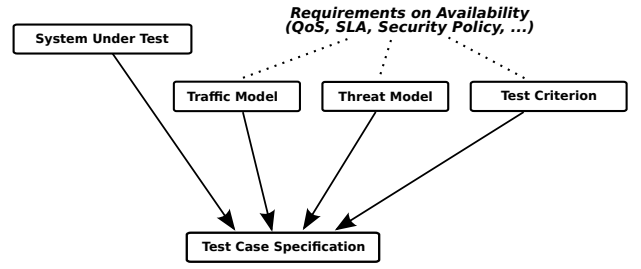 Requirements on Availability
(QoS, SLA, Security Policy, ...)
System Under Test
Traffic Model
Threat Model
Test Criterion
Test Case Specification